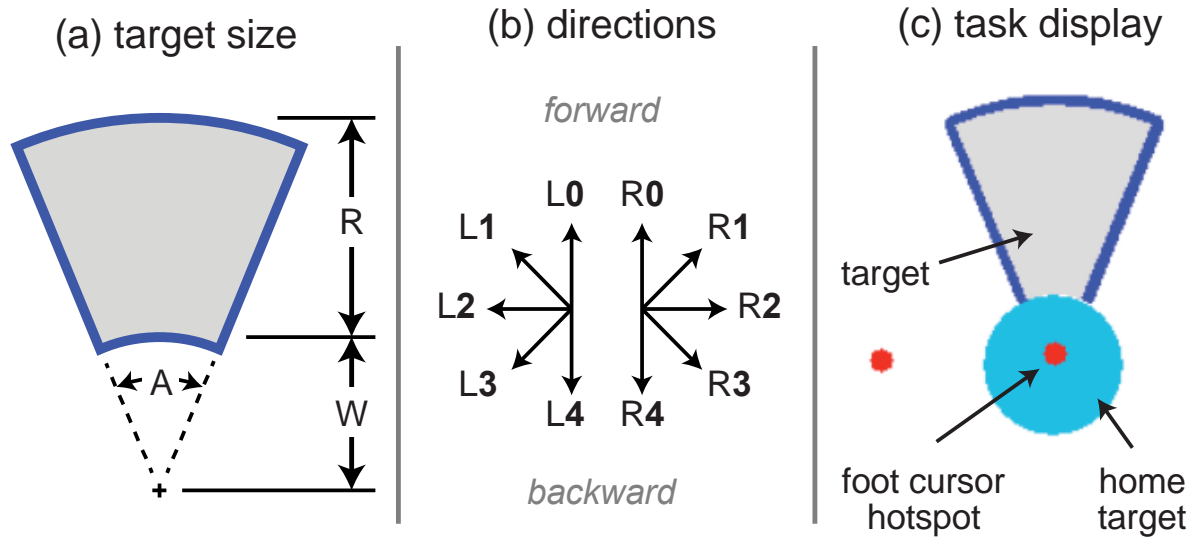 (a) target size
R
A
W
(b) directions
forward
L0 R0
L1 R1
L2 R2
L3 R3
L4 R4
backward
(c) task display
target
foot cursor
hotspot
home
target